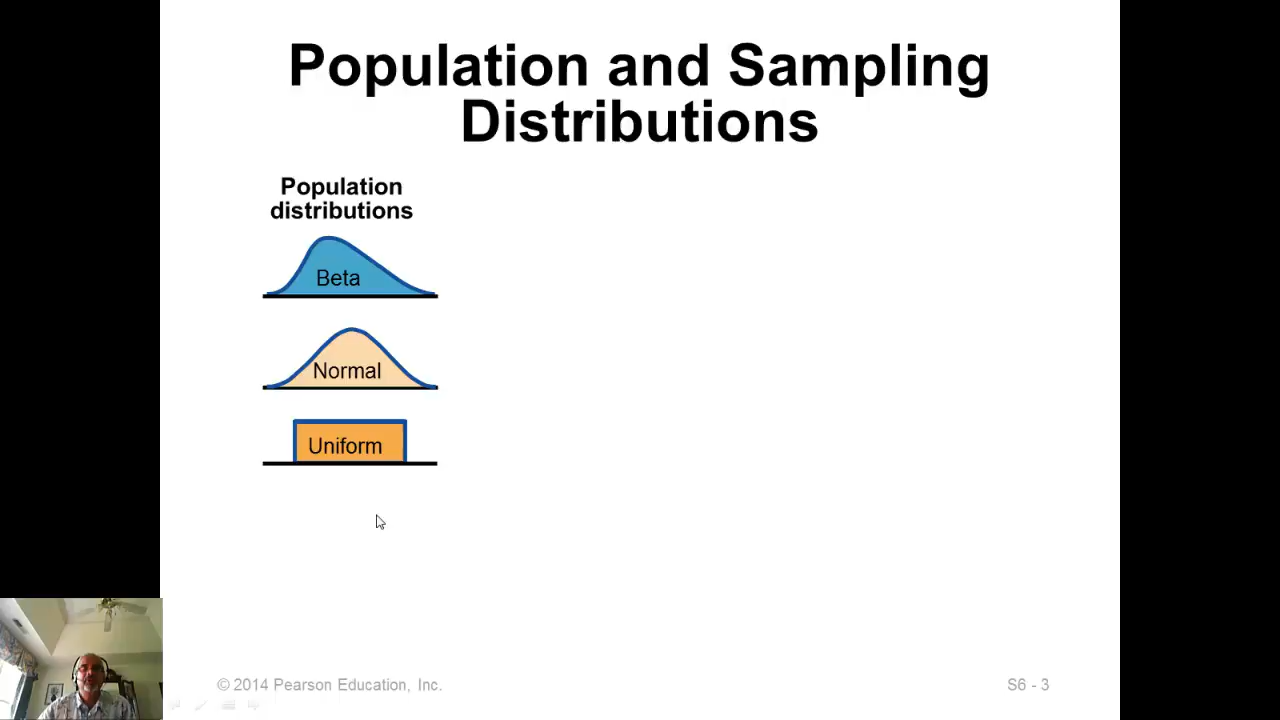 Population and Sampling
Distributions
Population
distributions
Beta
Normal
Uniform
© 2014 Pearson Education, Inc.
S6 - 3